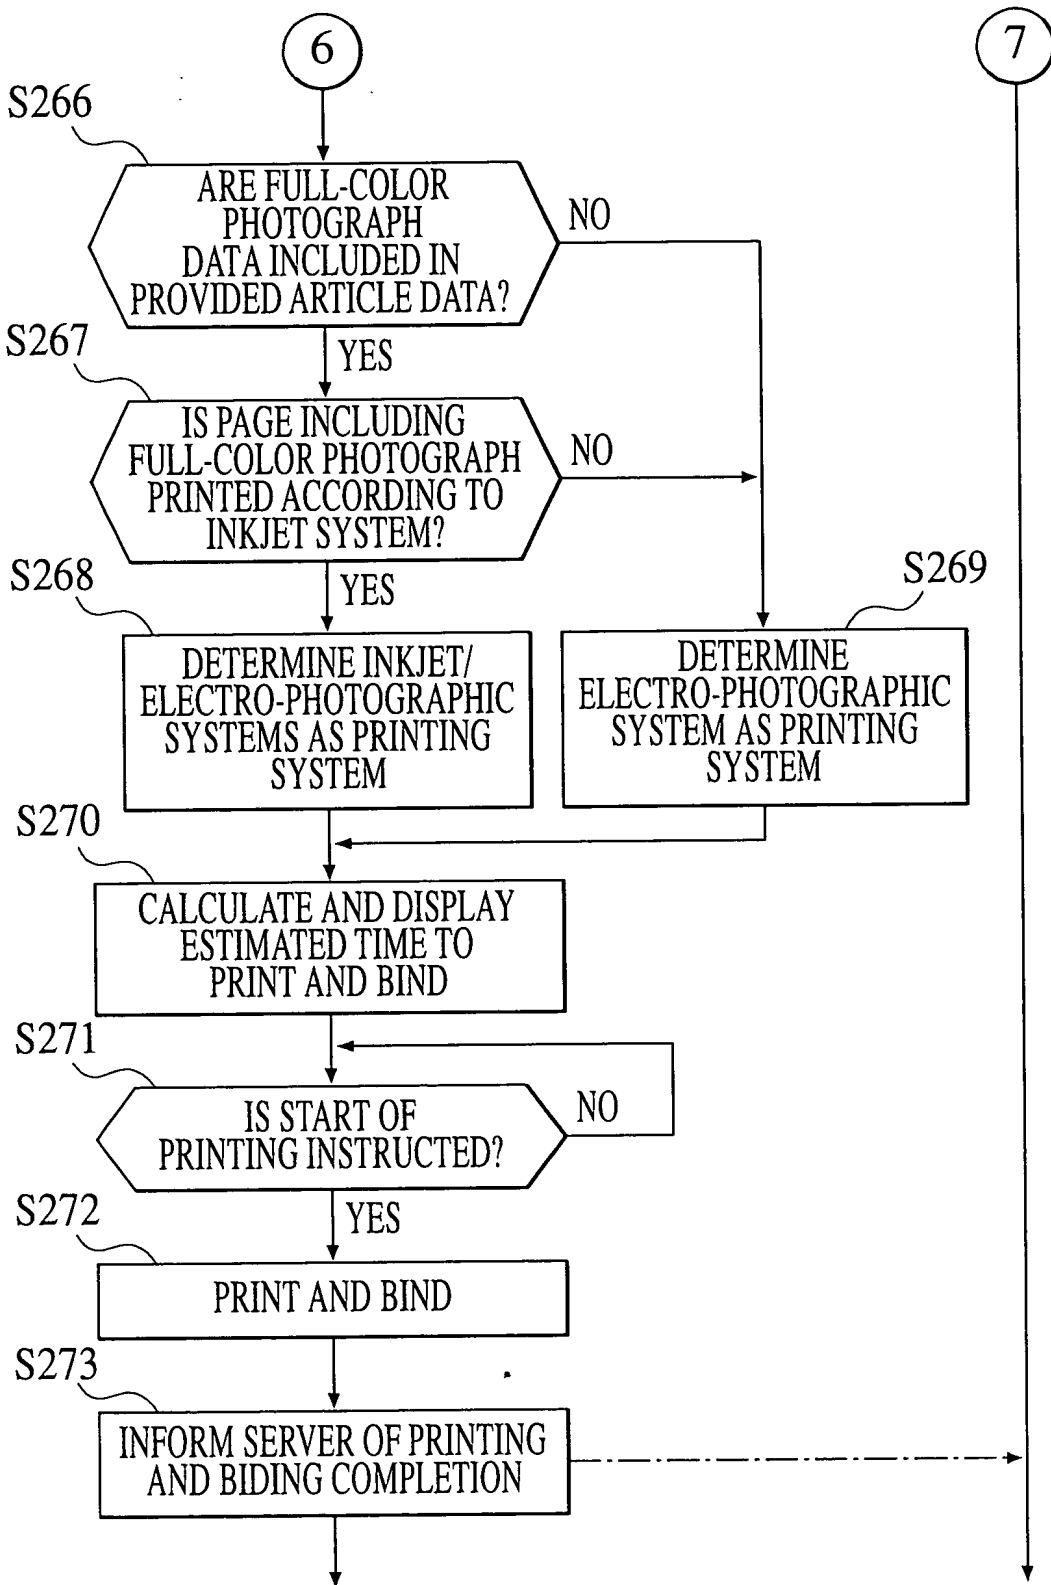 6
7
S266
ARE FULL-COLOR
PHOTOGRAPH
DATA INCLUDED IN
PROVIDED ARTICLE DATA?
NO
YES
S267
IS PAGE INCLUDING
FULL-COLOR PHOTOGRAPH
PRINTED ACCORDING TO
INKJET SYSTEM?
NO
YES
S268
DETERMINE INKJET/
ELECTRO-PHOTOGRAPHIC
SYSTEMS AS PRINTING
SYSTEM
S269
DETERMINE
ELECTRO-PHOTOGRAPHIC
SYSTEM AS PRINTING
SYSTEM
S270
CALCULATE AND DISPLAY
ESTIMATED TIME TO
PRINT AND BIND
S271
IS START OF
PRINTING INSTRUCTED?
NO
YES
S272
PRINT AND BIND
S273
INFORM SERVER OF PRINTING
AND BIDING COMPLETION